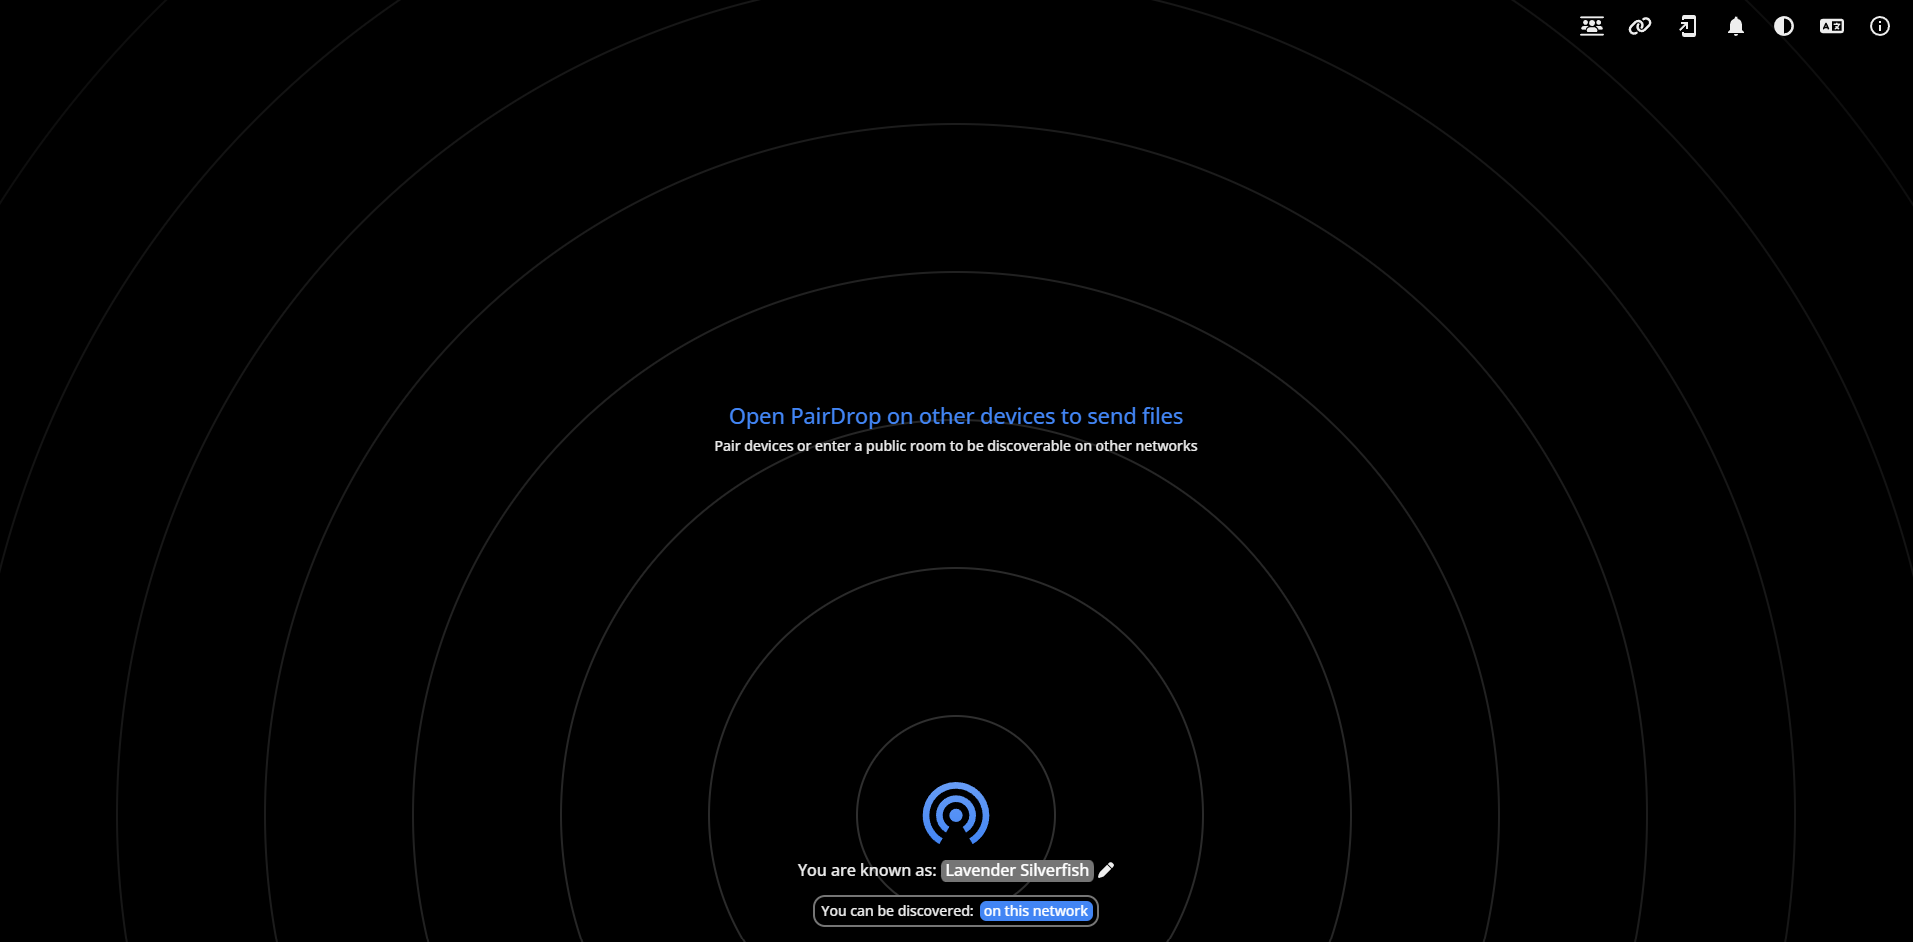 Open PairDrop on other devices to send files
Pair devices or enter a public room to be discoverable on other networks
You are known as: Lavender Silverfish
You can be discovered: on this network